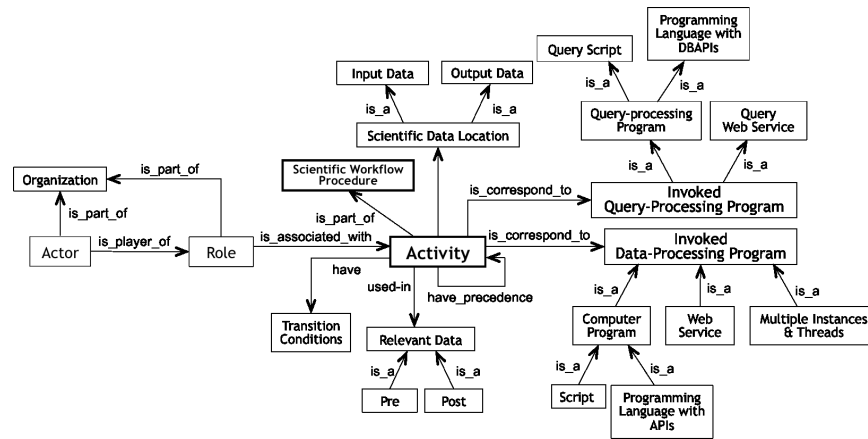 Programming
Language with
DBAPIs
Query Script
Input Data
Output Data
is_a
is_a
is_a
is_a
Scientific Data Location
Query-processing
Program
Query
Web Service
Scientific Workflow
Procedure
is_a
is_a
Organization
is_part_of
is_part_of
is_correspond_to
Invoked
Query-Processing Program
is_part_of
Actor
is_player_of
Role
is_associated_with
Activity
is_correspond_to
Invoked
Data-Processing Program
have
used-in
have_precedence
is_a
is_a
is_a
Transition
Conditions
Relevant Data
Computer
Program
Web
Service
Multiple Instances
& Threads
is_a
is_a
is_a
is_a
Pre
Post
Script
Programming
Language with
APIs